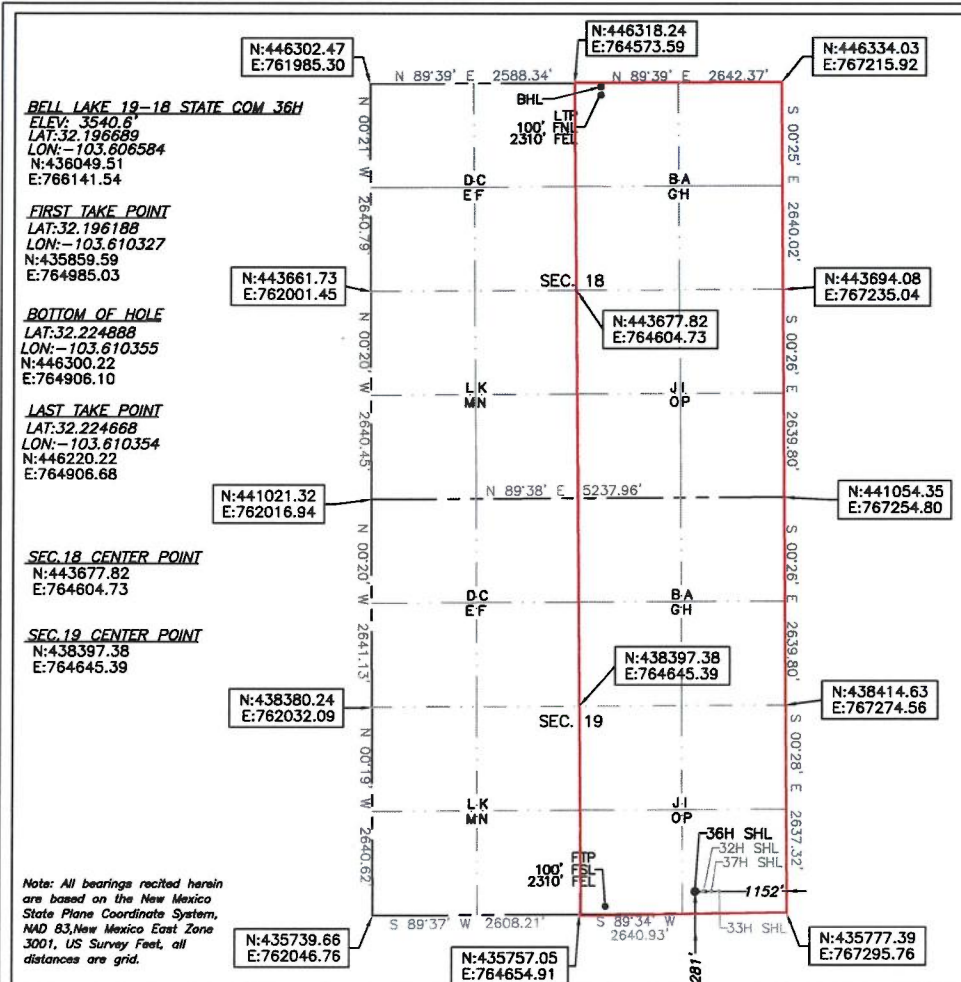 N:446302.47
E:761985.30
N:446318.24
E:764573.59
N:446334.03
E:767215.92
N 89°39' E 2588.34'
N 89°39' E 2642.37'
BELL LAKE 19-18 STATE COM 36H
ELEV: 3540.6'
LAT:32.196689
LON:-103.606584
N:436049.51
E:766141.54
FIRST TAKE POINT
LAT:32.196188
LON:-103.610327
N:435859.59
E:764985.03
BOTTOM OF HOLE
LAT:32.224888
LON:-103.610355
N:446300.22
E:764906.10
LAST TAKE POINT
LAT:32.224668
LON:-103.610354
N:446220.22
E:764906.68
SEC.18 CENTER POINT
N:443677.82
E:764604.73
SEC.19 CENTER POINT
N:438397.38
E:764645.39
Note: All bearings recited herein
are based on the New Mexico
State Plane Coordinate System,
NAD 83,New Mexico East Zone
3001, US Survey Feet, all
distances are grid.
BHL
LTP
100' FNL
2310' FEL
N 00°21' W 2640.79'
S 00°25' E 2640.02'
D C
E F
B A
G H
N:443661.73
E:762001.45
SEC. 18
N:443677.82
E:764604.73
N:443694.08
E:767235.04
N 00°20' W 2640.45'
S 00°26' E 2639.80'
L K
M N
J I
O P
N:441021.32
E:762016.94
N 89°38' E 5237.96'
N:441054.35
E:767254.80
N 00°20' W 2641.13'
S 00°26' E 2639.80'
D C
E F
B A
G H
N:438380.24
E:762032.09
SEC. 19
N:438397.38
E:764645.39
N:438414.63
E:767274.56
N 00°19' W 2640.62'
S 00°28' E 2637.32'
L K
M N
J I
O P
36H SHL
32H SHL
37H SHL
1152'
33H SHL
FTP
100' FSL
2310' FEL
S 89°37' W 2608.21'
S 89°34' W
2640.93'
281'
N:435739.66
E:762046.76
N:435757.05
E:764654.91
N:435777.39
E:767295.76